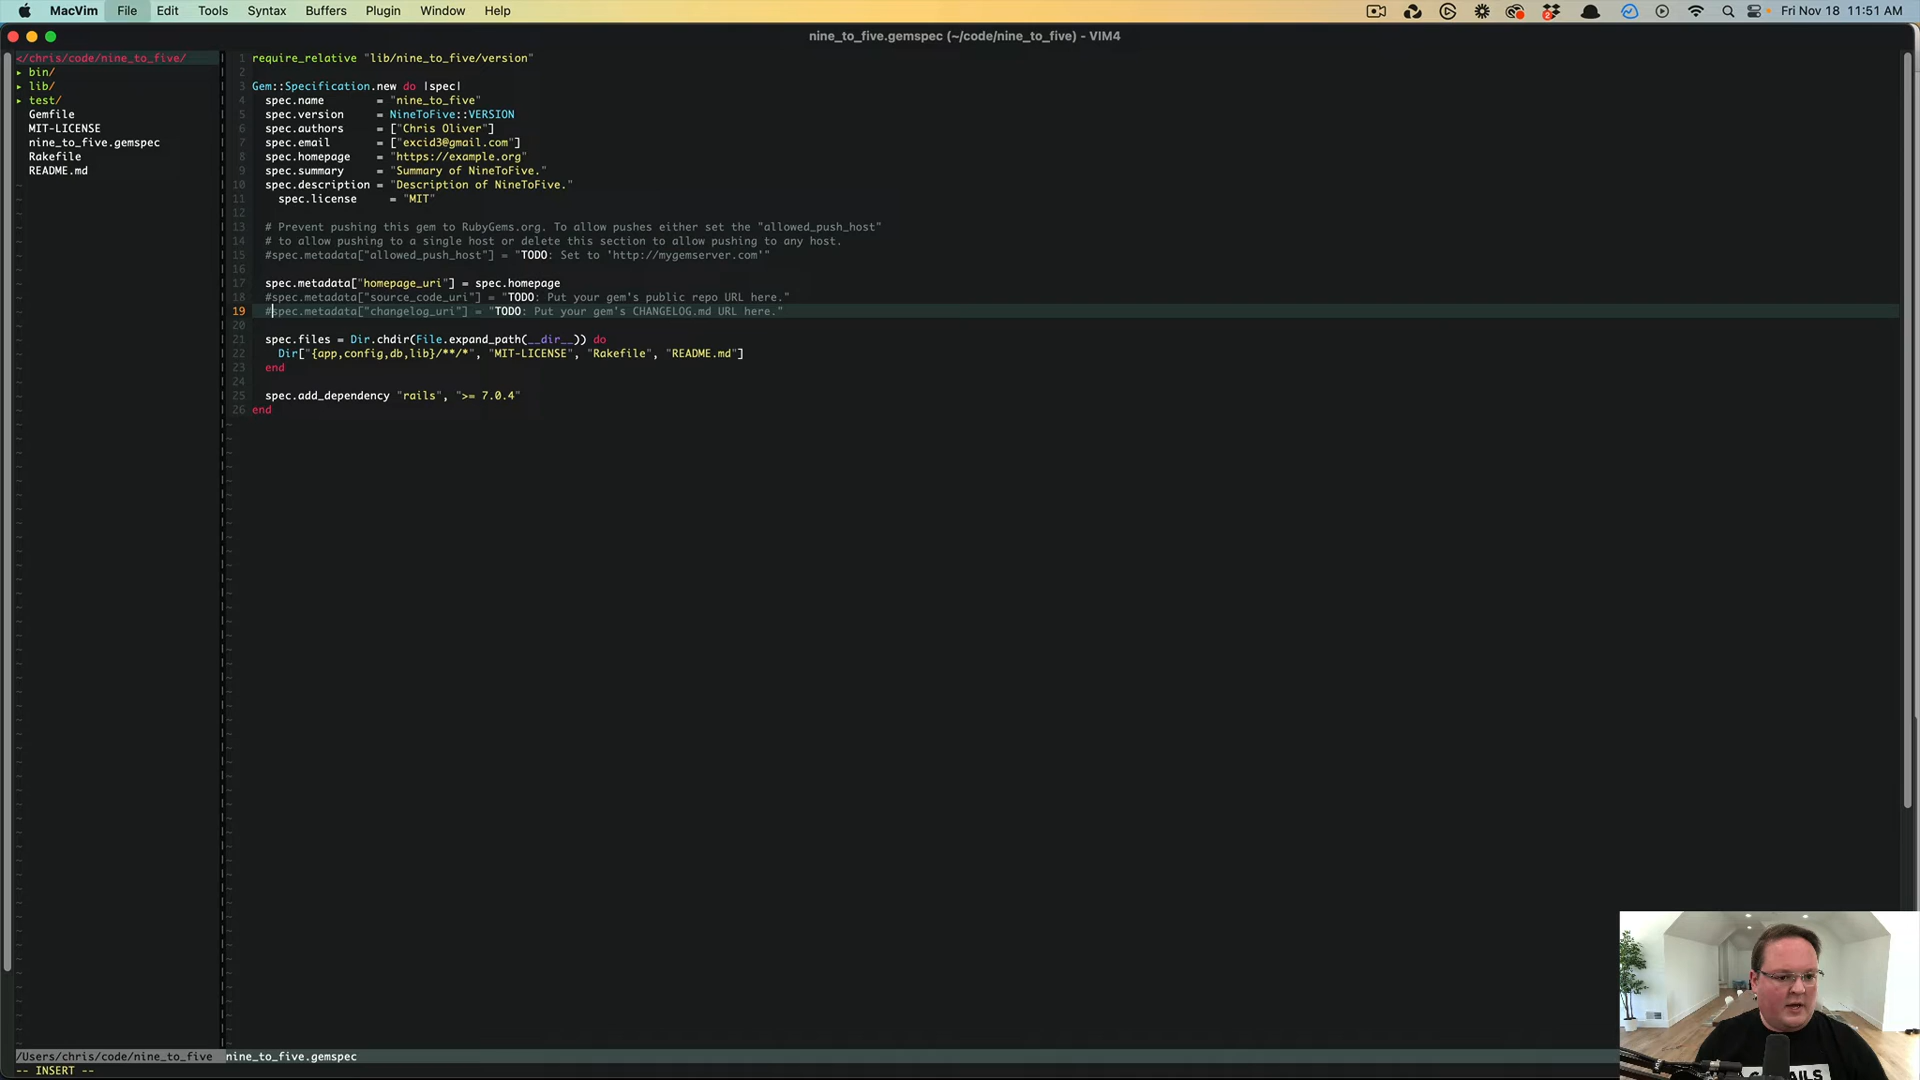 MacVim File Edit Tools Syntax Buffers Plugin Window Help
2
Fri Nov 18 11:51 AM
nine_to_five.gemspec (~/code/nine_to_five) - VIM4
</chris/code/nine_to_five/
▸ bin/
▸ lib/
▸ test/
Gemfile
MIT-LICENSE
nine_to_five.gemspec
Rakefile
README.md
1 require_relative "lib/nine_to_five/version"
2
3 Gem::Specification.new do |spec|
4 spec.name = "nine_to_five"
5 spec.version = NineToFive::VERSION
6 spec.authors = ["Chris Oliver"]
7 spec.email = ["excid3@gmail.com"]
8 spec.homepage = "https://example.org"
9 spec.summary = "Summary of NineToFive."
10 spec.description = "Description of NineToFive."
11 spec.license = "MIT"
12
13 # Prevent pushing this gem to RubyGems.org. To allow pushes either set the "allowed_push_host"
14 # to allow pushing to a single host or delete this section to allow pushing to any host.
15 #spec.metadata["allowed_push_host"] = "TODO: Set to 'http://mygemserver.com'"
16
17 spec.metadata["homepage_uri"] = spec.homepage
18 #spec.metadata["source_code_uri"] = "TODO: Put your gem's public repo URL here."
19 #spec.metadata["changelog_uri"] = "TODO: Put your gem's CHANGELOG.md URL here."
20
21 spec.files = Dir.chdir(File.expand_path(__dir__)) do
22 Dir["{app,config,db,lib}/**/*", "MIT-LICENSE", "Rakefile", "README.md"]
23 end
24
25 spec.add_dependency "rails", ">= 7.0.4"
26 end
/Users/chris/code/nine_to_five nine_to_five.gemspec
-- INSERT --